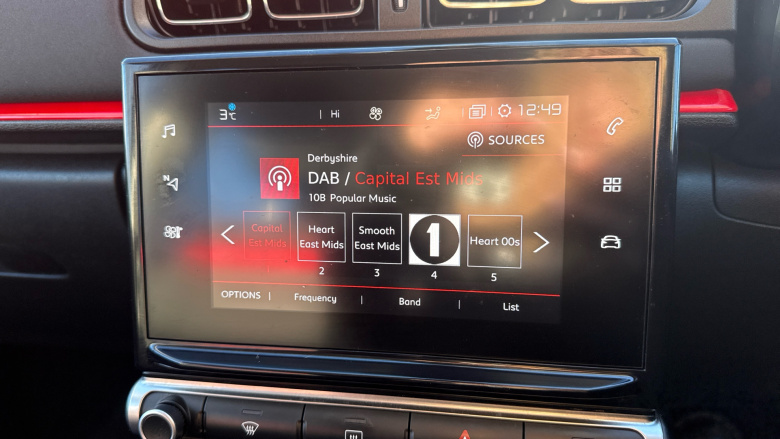 3°C Hi 12:49
SOURCES
Derbyshire
DAB / Capital Est Mids
10B Popular Music
Capital
Est Mids
Heart
East Mids
Smooth
East Mids
1
Heart 00s
2 3 4 5
OPTIONS | Frequency | Band | List
N